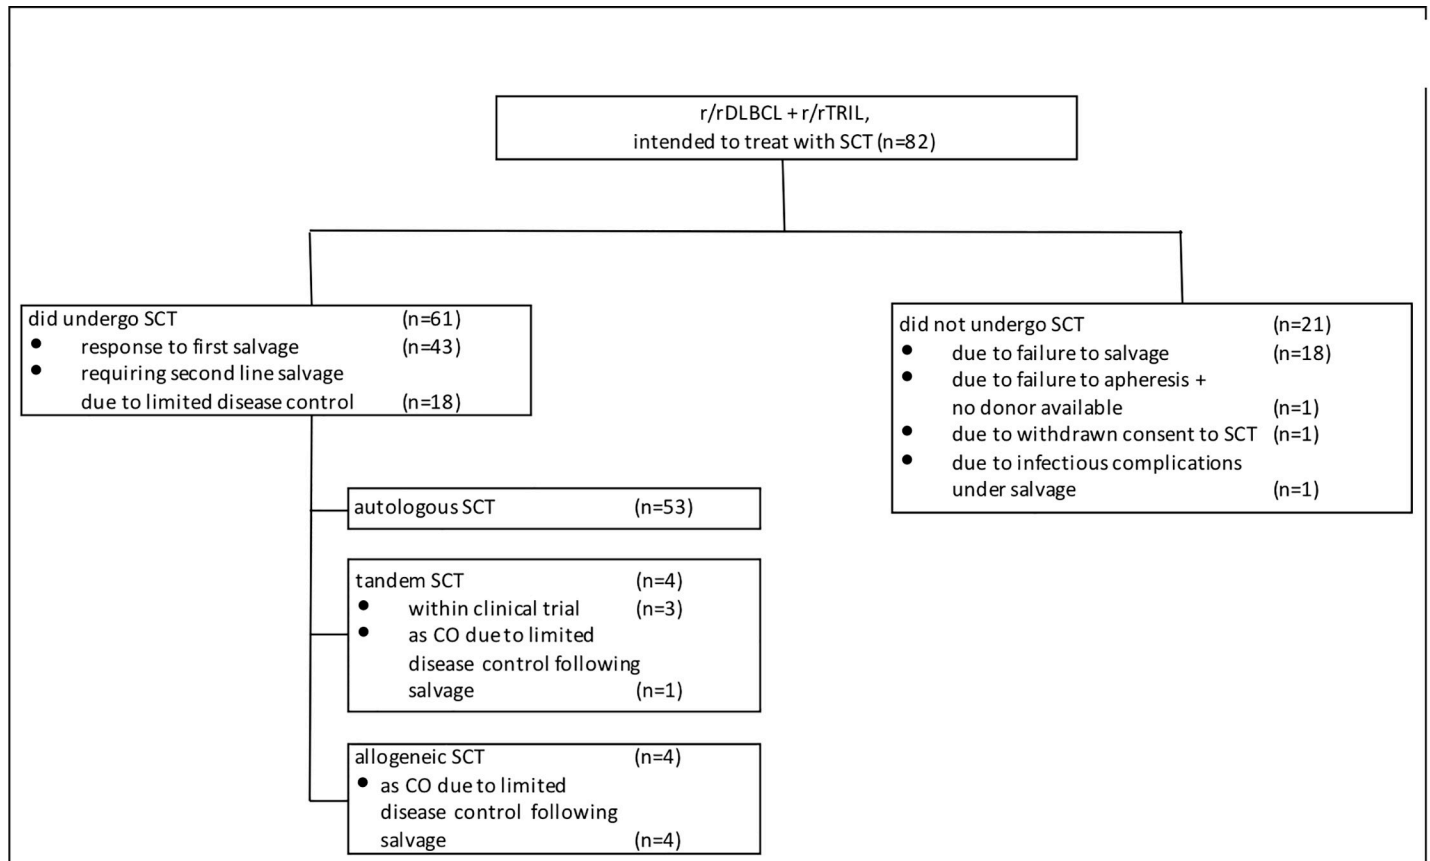 r/rDLBCL + r/rTRIL,
intended to treat with SCT (n=82)
did undergo SCT (n=61)
• response to first salvage (n=43)
• requiring second line salvage
due to limited disease control (n=18)
did not undergo SCT (n=21)
• due to failure to salvage (n=18)
• due to failure to apheresis +
no donor available (n=1)
• due to withdrawn consent to SCT (n=1)
• due to infectious complications
under salvage (n=1)
autologous SCT (n=53)
tandem SCT (n=4)
• within clinical trial (n=3)
• as CO due to limited
disease control following
salvage (n=1)
allogeneic SCT (n=4)
• as CO due to limited
disease control following
salvage (n=4)